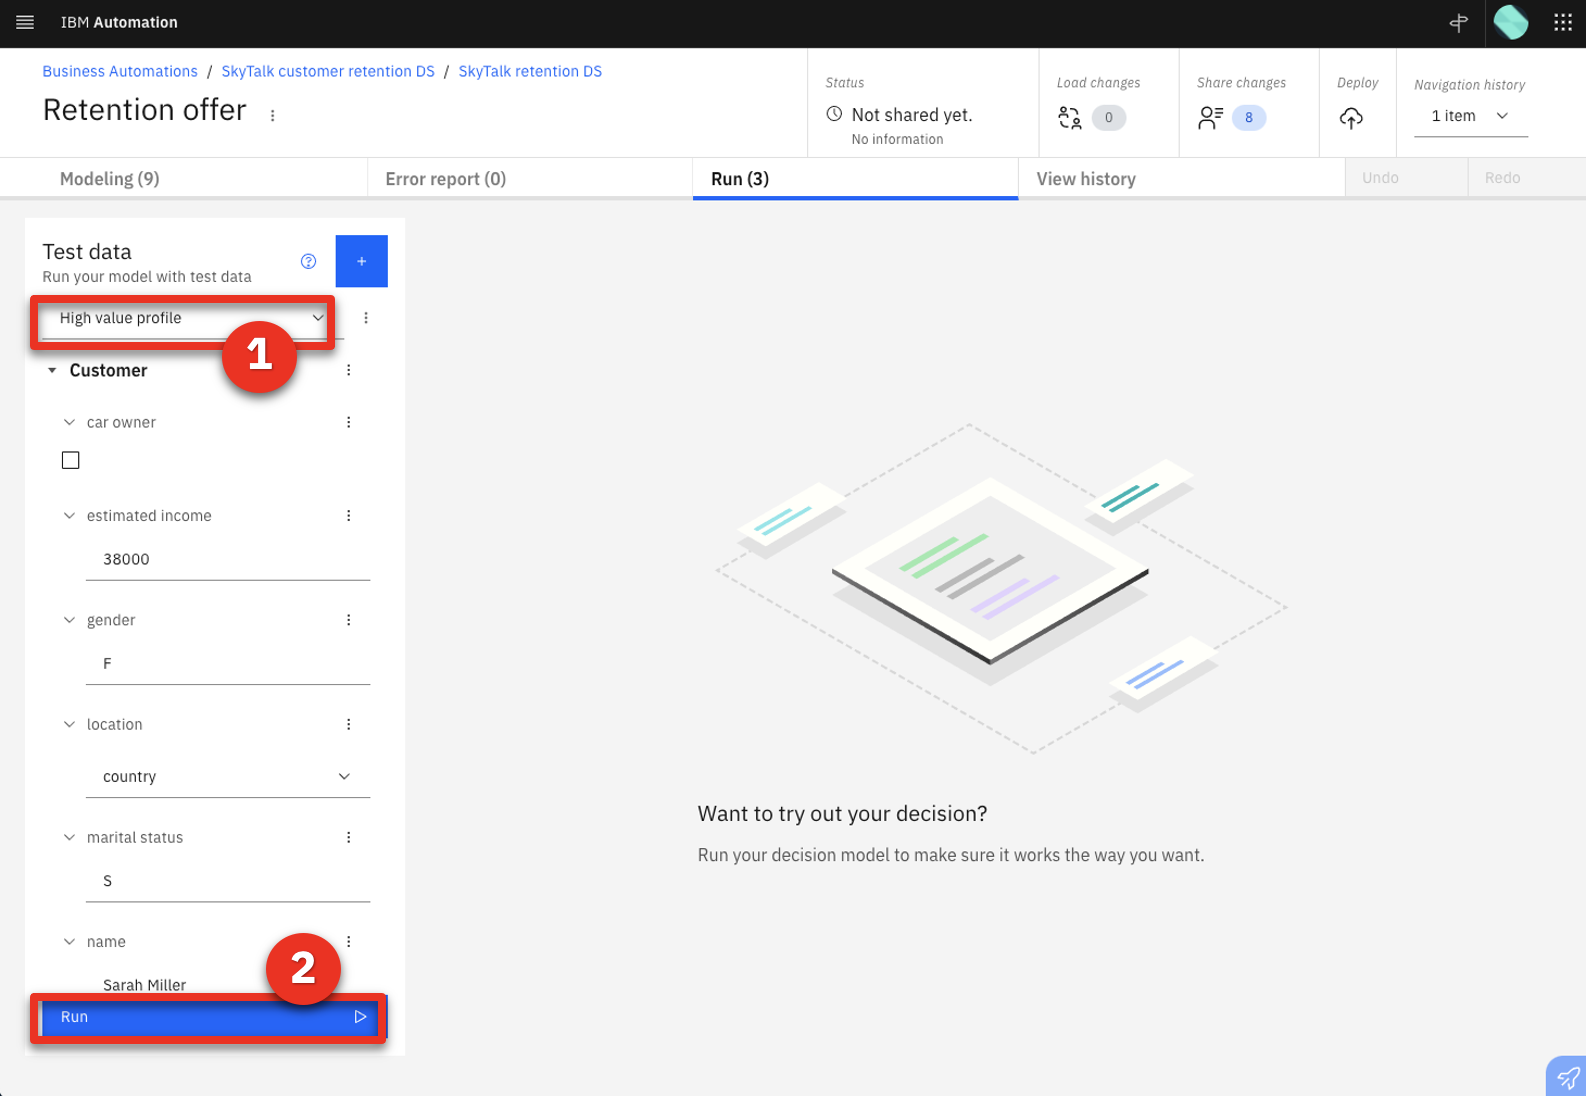 IBM Automation
Business Automations / SkyTalk customer retention DS / SkyTalk retention DS
Retention offer
Status
Not shared yet.
No information
Load changes
0
Share changes
8
Deploy
Navigation history
1 item
Modeling (9)
Error report (0)
Run (3)
View history
Undo
Redo
Test data
Run your model with test data
+
High value profile
1
Customer
car owner
estimated income
38000
gender
F
location
country
marital status
S
name
2
Sarah Miller
Run
Want to try out your decision?
Run your decision model to make sure it works the way you want.